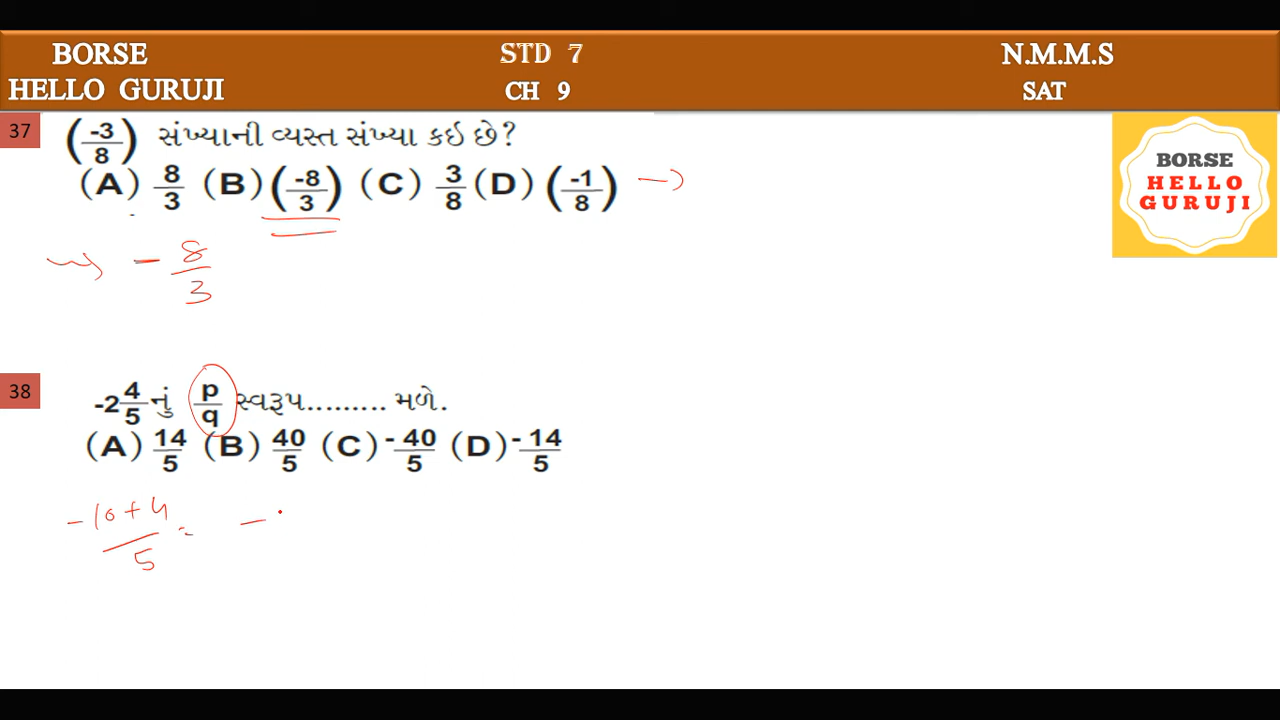 BORSE
HELLO GURUJI
STD 7
CH 9
N.M.M.S
SAT
BORSE
HELLO
GURUJI
37
(-3/8) સંખ્યાની વ્યસ્ત સંખ્યા કઇ છે?
(A) 8/3 (B) (-8/3) (C) 3/8 (D) (-1/8)
- 8/3
38
-2 4/5 નું p/q સ્વરૂપ......... મળે.
(A) 14/5 (B) 40/5 (C) -40/5 (D) -14/5
-10+4/5 = -